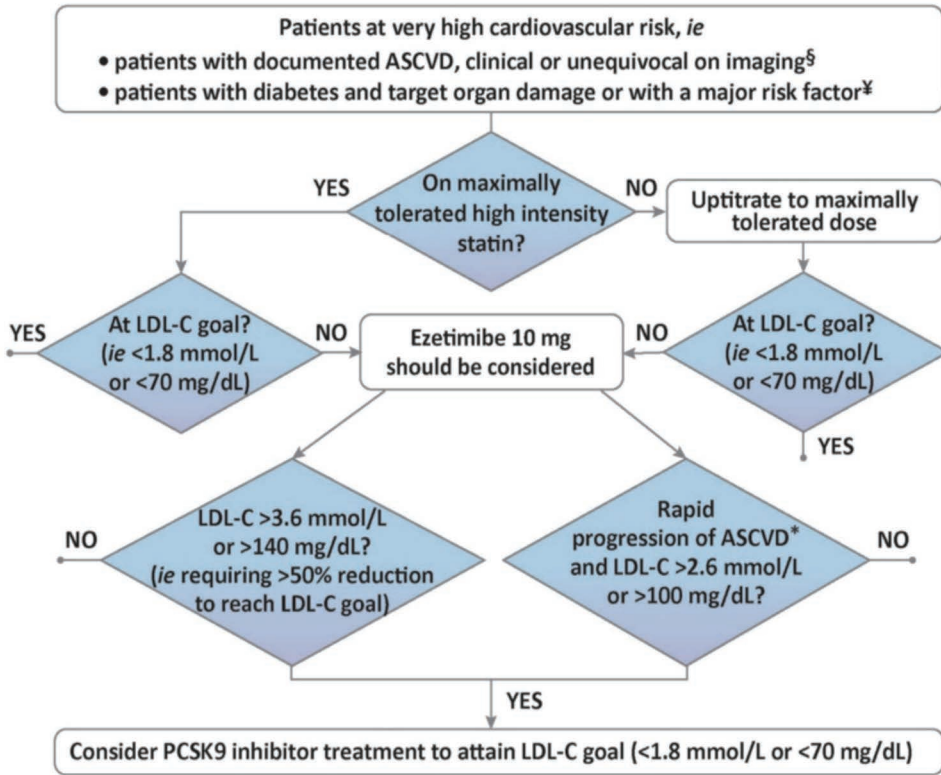 Patients at very high cardiovascular risk, ie
• patients with documented ASCVD, clinical or unequivocal on imaging§
• patients with diabetes and target organ damage or with a major risk factor¥
YES
On maximally
tolerated high intensity
statin?
NO
Uptitrate to maximally
tolerated dose
YES
At LDL-C goal?
(ie <1.8 mmol/L
or <70 mg/dL)
NO
Ezetimibe 10 mg
should be considered
NO
At LDL-C goal?
(ie <1.8 mmol/L
or <70 mg/dL)
YES
NO
LDL-C >3.6 mmol/L
or >140 mg/dL?
(ie requiring >50% reduction
to reach LDL-C goal)
Rapid
progression of ASCVD*
and LDL-C >2.6 mmol/L
or >100 mg/dL?
NO
YES
Consider PCSK9 inhibitor treatment to attain LDL-C goal (<1.8 mmol/L or <70 mg/dL)